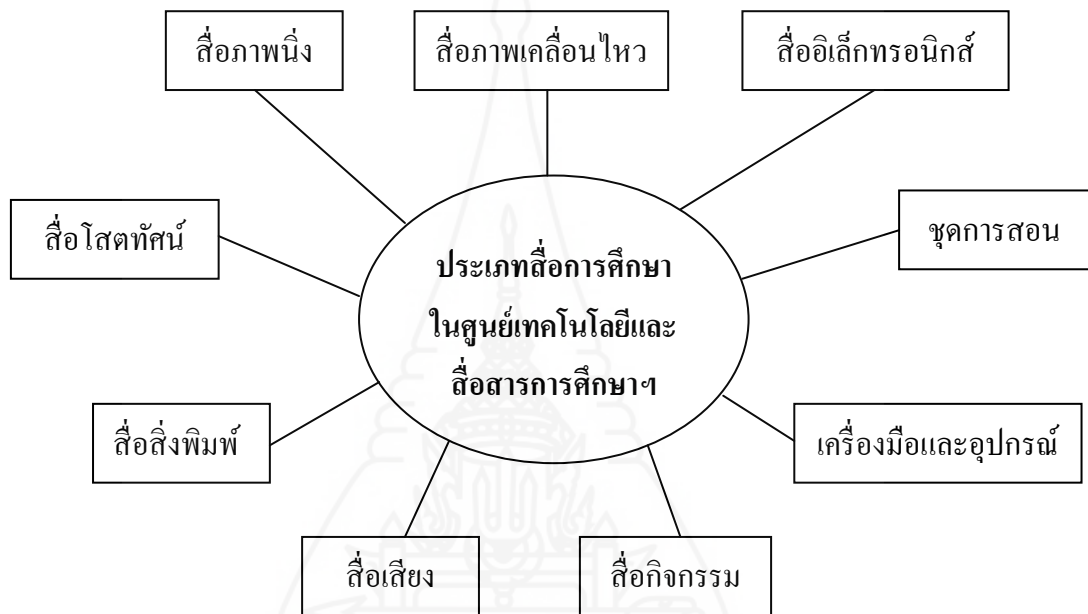 สื่อภาพนิ่ง
สื่อภาพเคลื่อนไหว
สื่ออิเล็กทรอนิกส์
สื่อโสตทัศน์
ชุดการสอน
ประเภทสื่อการศึกษา
ในศูนย์เทคโนโลยีและ
สื่อสารการศึกษาฯ
สื่อสิ่งพิมพ์
เครื่องมือและอุปกรณ์
สื่อเสียง
สื่อกิจกรรม